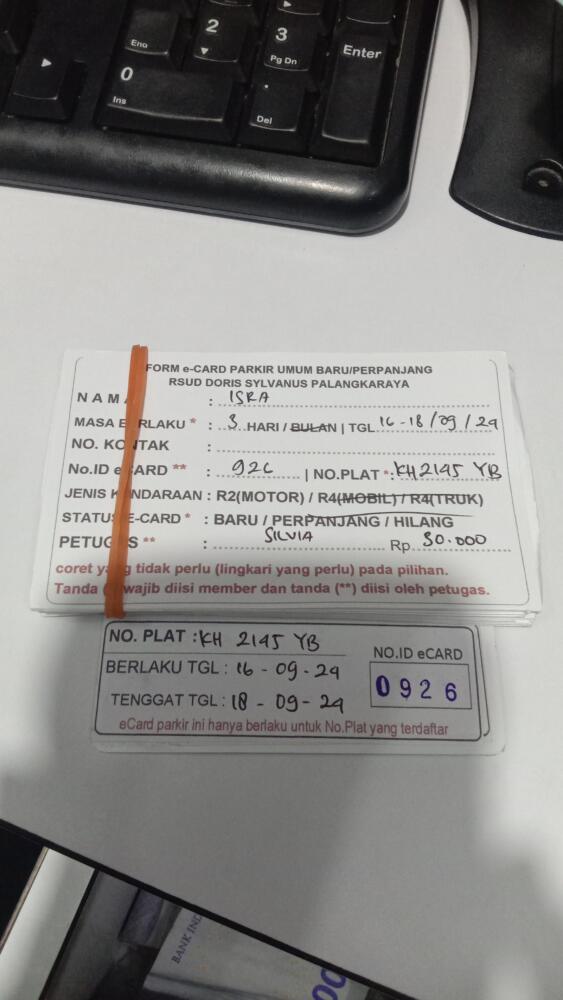 2
3
Enter
End
▼
Pg Dn
0
Ins
.
Del
FORM e-CARD PARKIR UMUM BARU/PERPANJANG
RSUD DORIS SYLVANUS PALANGKARAYA
NAMA : ISRA
MASA BERLAKU * : 3 HARI / BULAN | TGL 16-18/09/24
NO. KONTAK :
No.ID eCARD ** : 926 | NO.PLAT *: KH 2145 YB
JENIS KENDARAAN : R2(MOTOR) / R4(MOBIL) / R4(TRUK)
STATUS E-CARD * : BARU / PERPANJANG / HILANG
PETUGAS ** : SILVIA Rp 30.000
coret yang tidak perlu (lingkari yang perlu) pada pilihan.
Tanda (*) wajib diisi member dan tanda (**) diisi oleh petugas.
NO. PLAT : KH 2145 YB
BERLAKU TGL : 16 - 09 - 24
TENGGAT TGL : 18 - 09 - 24
NO.ID eCARD
0926
eCard parkir ini hanya berlaku untuk No.Plat yang terdaftar
BANK IND